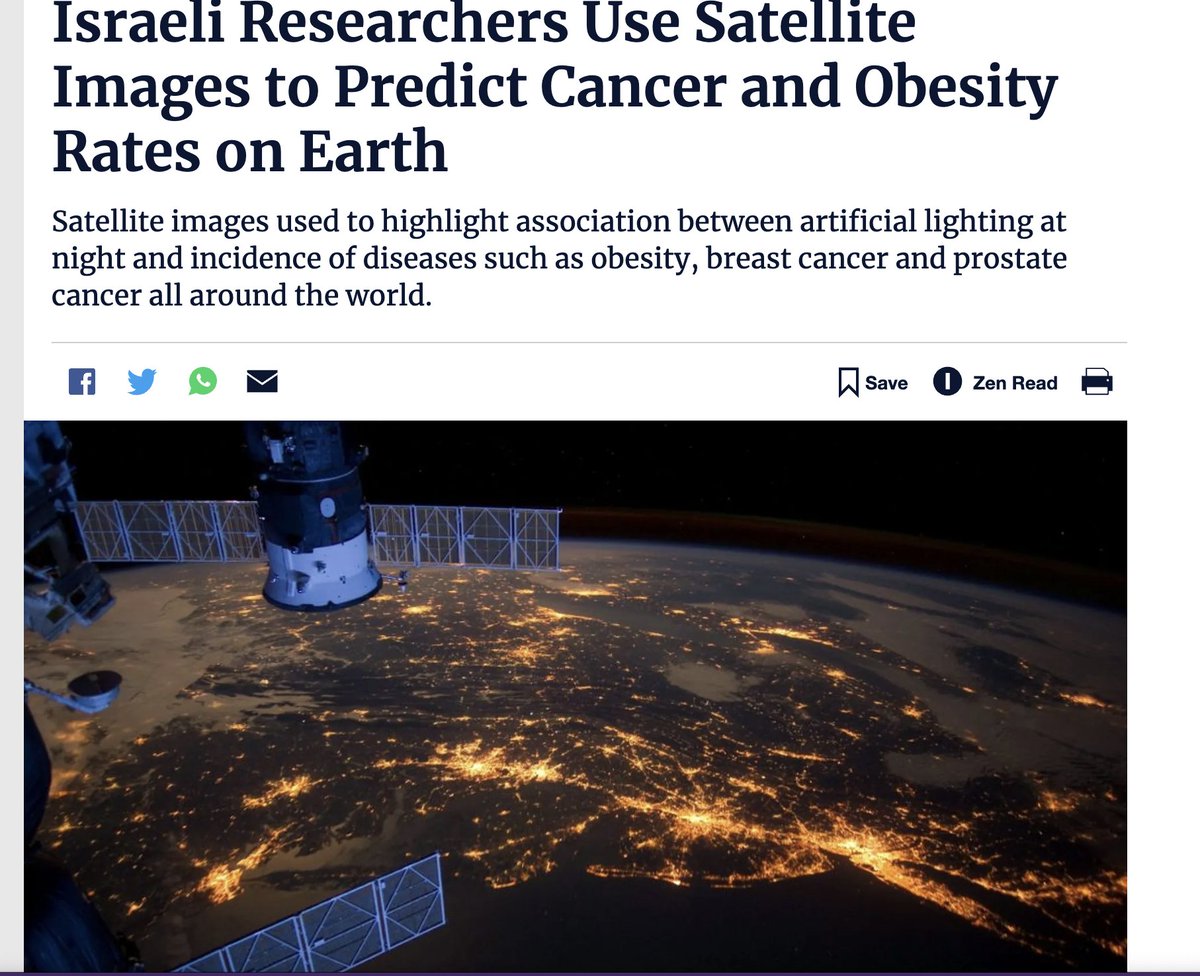 Israeli Researchers Use Satellite
Images to Predict Cancer and Obesity
Rates on Earth
Satellite images used to highlight association between artificial lighting at
night and incidence of diseases such as obesity, breast cancer and prostate
cancer all around the world.
Save Zen Read